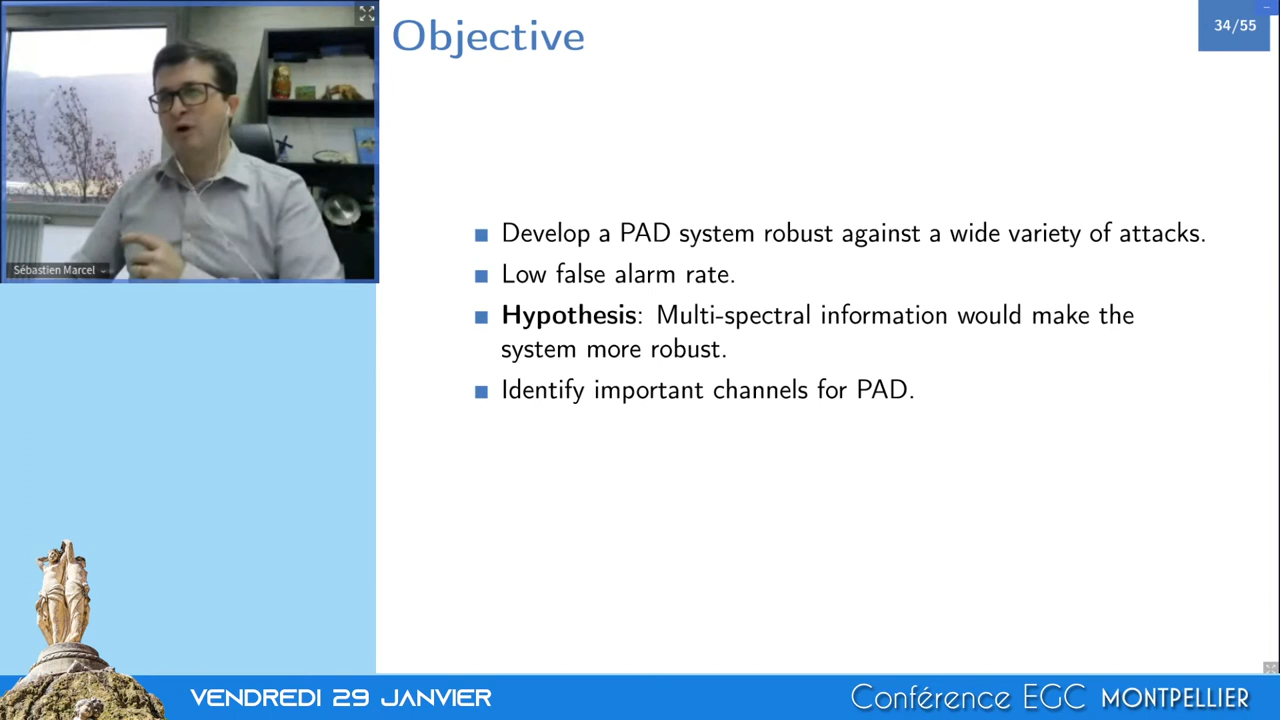 Objective
34/55
Sébastien Marcel
Develop a PAD system robust against a wide variety of attacks.
Low false alarm rate.
Hypothesis: Multi-spectral information would make the
system more robust.
Identify important channels for PAD.
VENDREDI 29 JANVIER
Conférence EGC MONTPELLIER